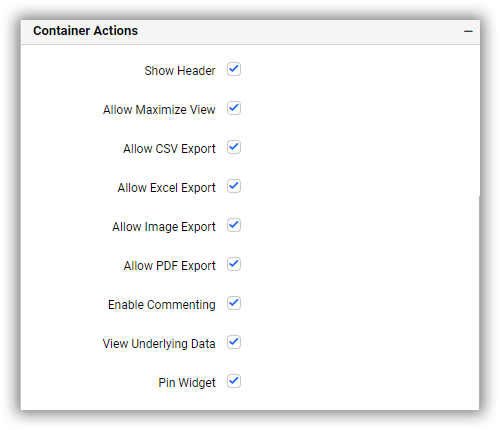 Container Actions
Show Header
Allow Maximize View
Allow CSV Export
Allow Excel Export
Allow Image Export
Allow PDF Export
Enable Commenting
View Underlying Data
Pin Widget